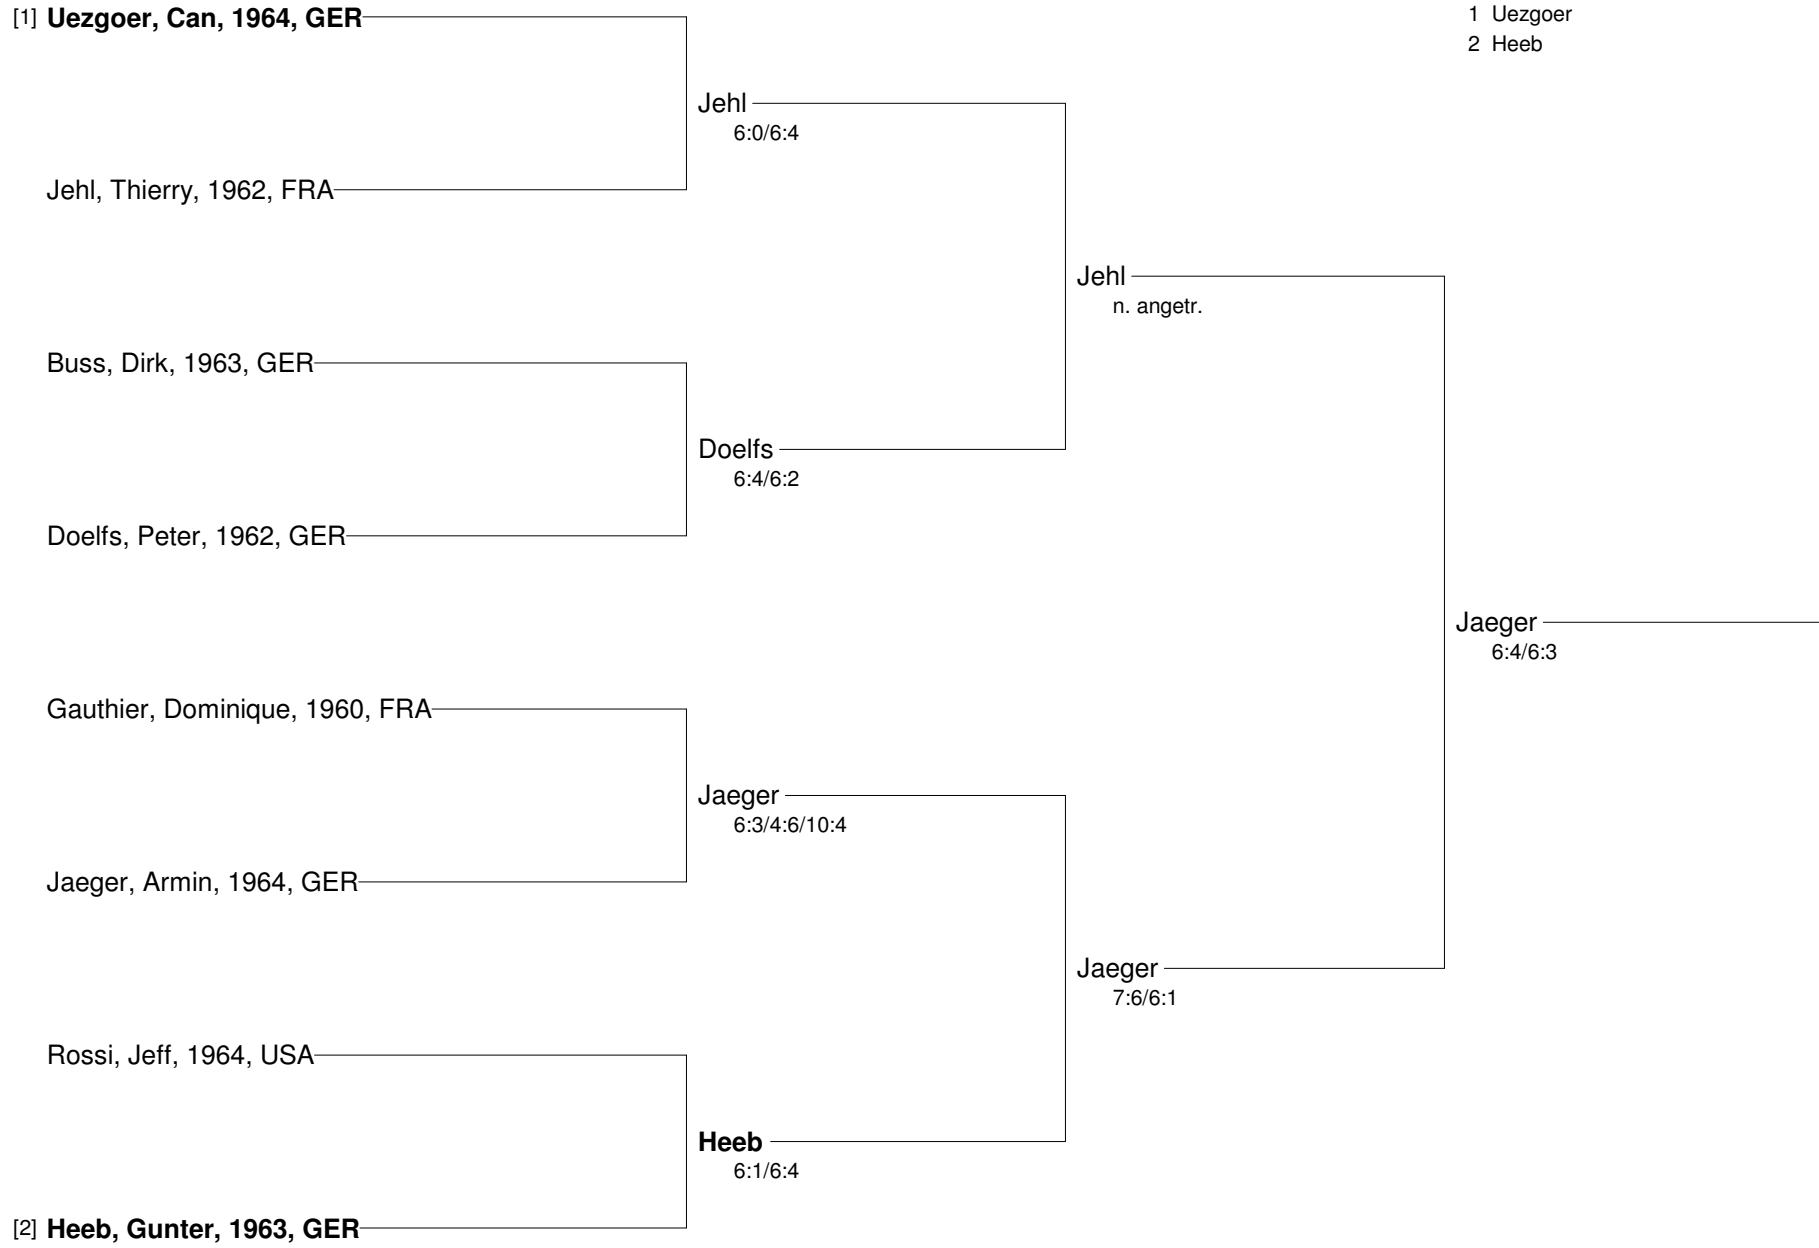 [1] Uezgoer, Can, 1964, GER
1 Uezgoer
2 Heeb
Jehl
6:0/6:4
Jehl, Thierry, 1962, FRA
Jehl
n. angetr.
Buss, Dirk, 1963, GER
Doelfs
6:4/6:2
Doelfs, Peter, 1962, GER
Jaeger
6:4/6:3
Gauthier, Dominique, 1960, FRA
Jaeger
6:3/4:6/10:4
Jaeger, Armin, 1964, GER
Jaeger
7:6/6:1
Rossi, Jeff, 1964, USA
Heeb
6:1/6:4
[2] Heeb, Gunter, 1963, GER